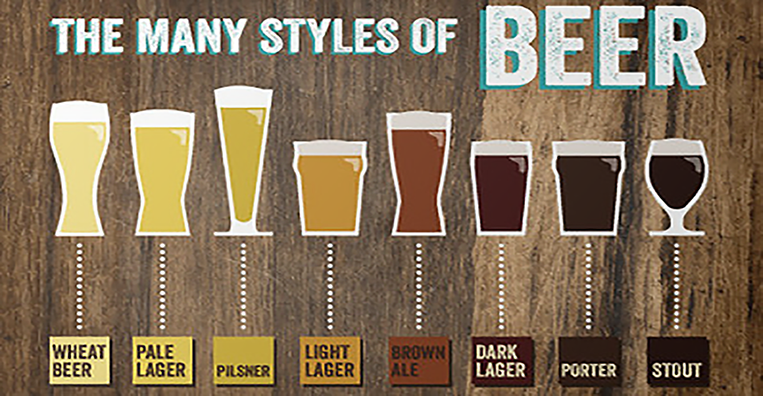 THE MANY STYLES OF BEER
WHEAT
BEER
PALE
LAGER
PILSNER
LIGHT
LAGER
BROWN
ALE
DARK
LAGER
PORTER
STOUT